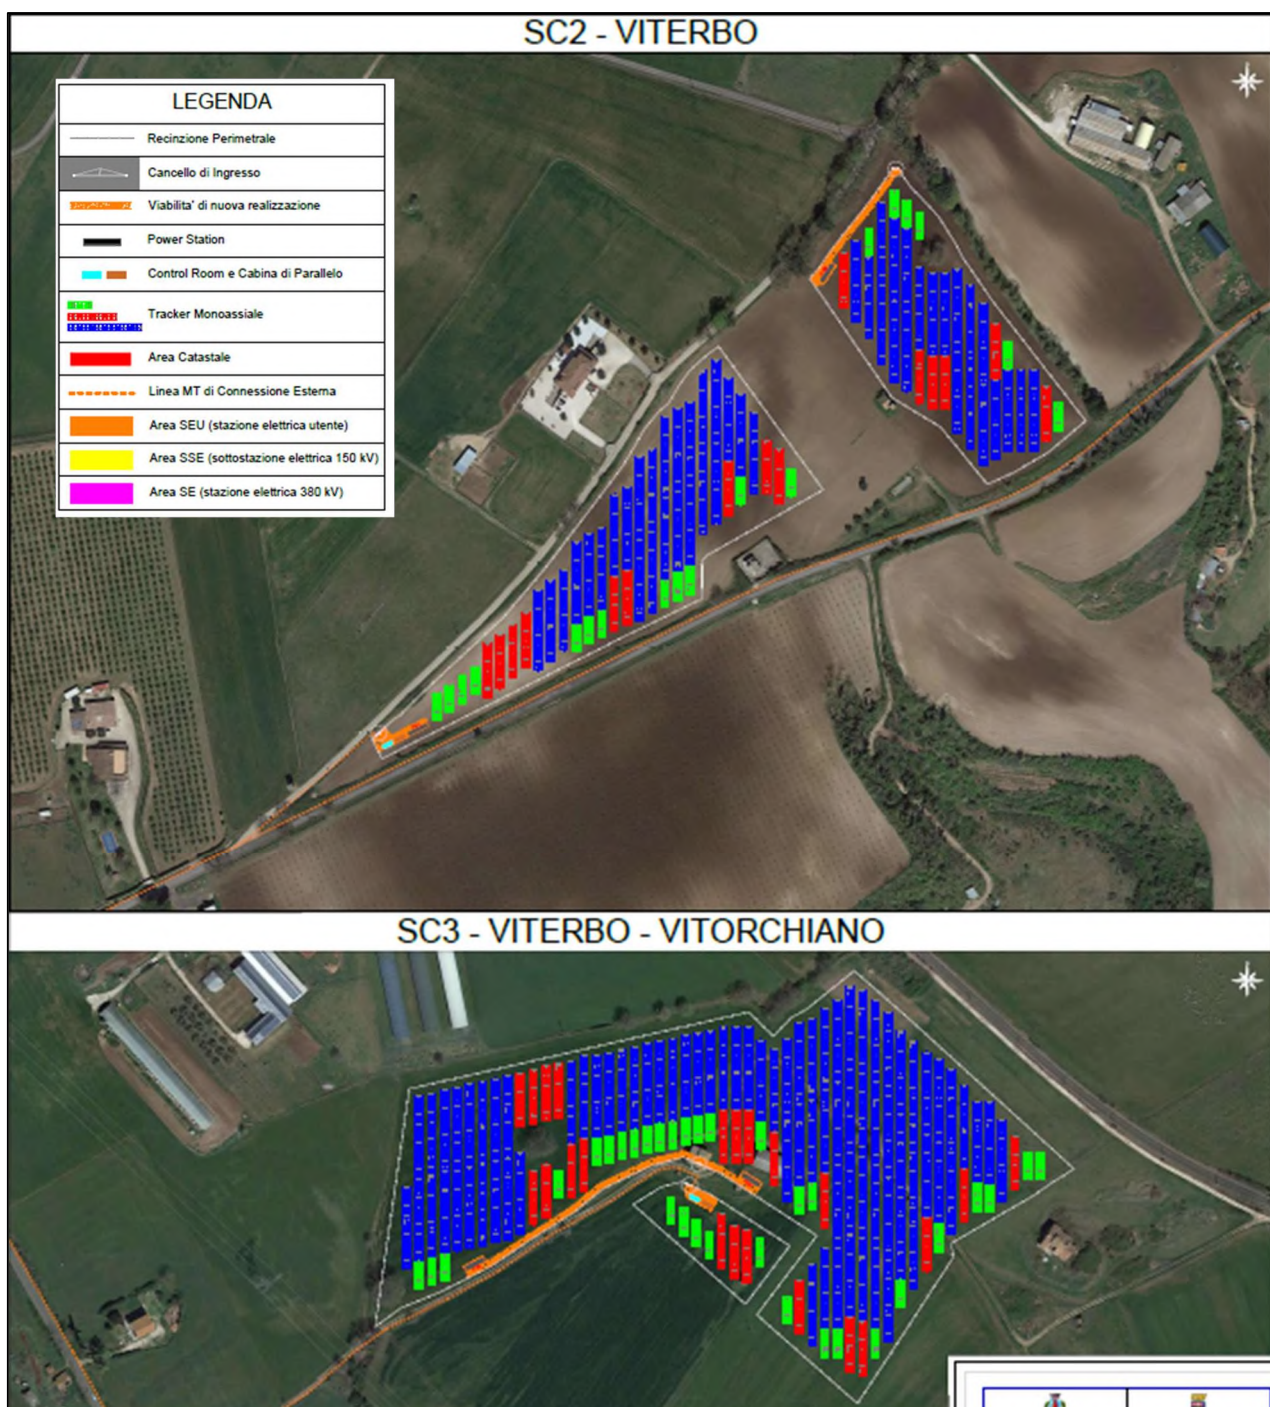 SC2 - VITERBO
LEGENDA
Recinzione Perimetrale
Cancello di Ingresso
Viabilita' di nuova realizzazione
Power Station
Control Room e Cabina di Parallelo
Tracker Monoassiale
Area Catastale
Linea MT di Connessione Esterna
Area SEU (stazione elettrica utente)
Area SSE (sottostazione elettrica 150 kV)
Area SE (stazione elettrica 380 kV)
SC3 - VITERBO - VITORCHIANO